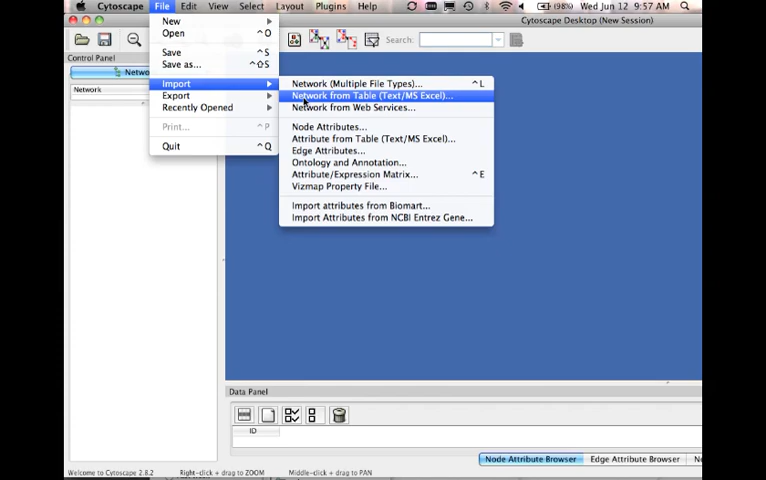 Cytoscape File Edit View Select Layout Plugins Help (98%) Wed Jun 12 9:57 AM
Cytoscape Desktop (New Session)
New
Open ^O
Save ^S
Save as... ^⇧S
Import
Export
Recently Opened
Print... ^P
Quit ^Q
Network (Multiple File Types)... ^L
Network from Table (Text/MS Excel)...
Network from Web Services...
Node Attributes...
Attribute from Table (Text/MS Excel)...
Edge Attributes...
Ontology and Annotation...
Attribute/Expression Matrix... ^E
Vizmap Property File...
Import attributes from Biomart...
Import Attributes from NCBI Entrez Gene...
Search:
Control Panel
Netwo
Network
Data Panel
ID
Node Attribute Browser Edge Attribute Browser
Welcome to Cytoscape 2.8.2 Right-click + drag to ZOOM Middle-click + drag to PAN